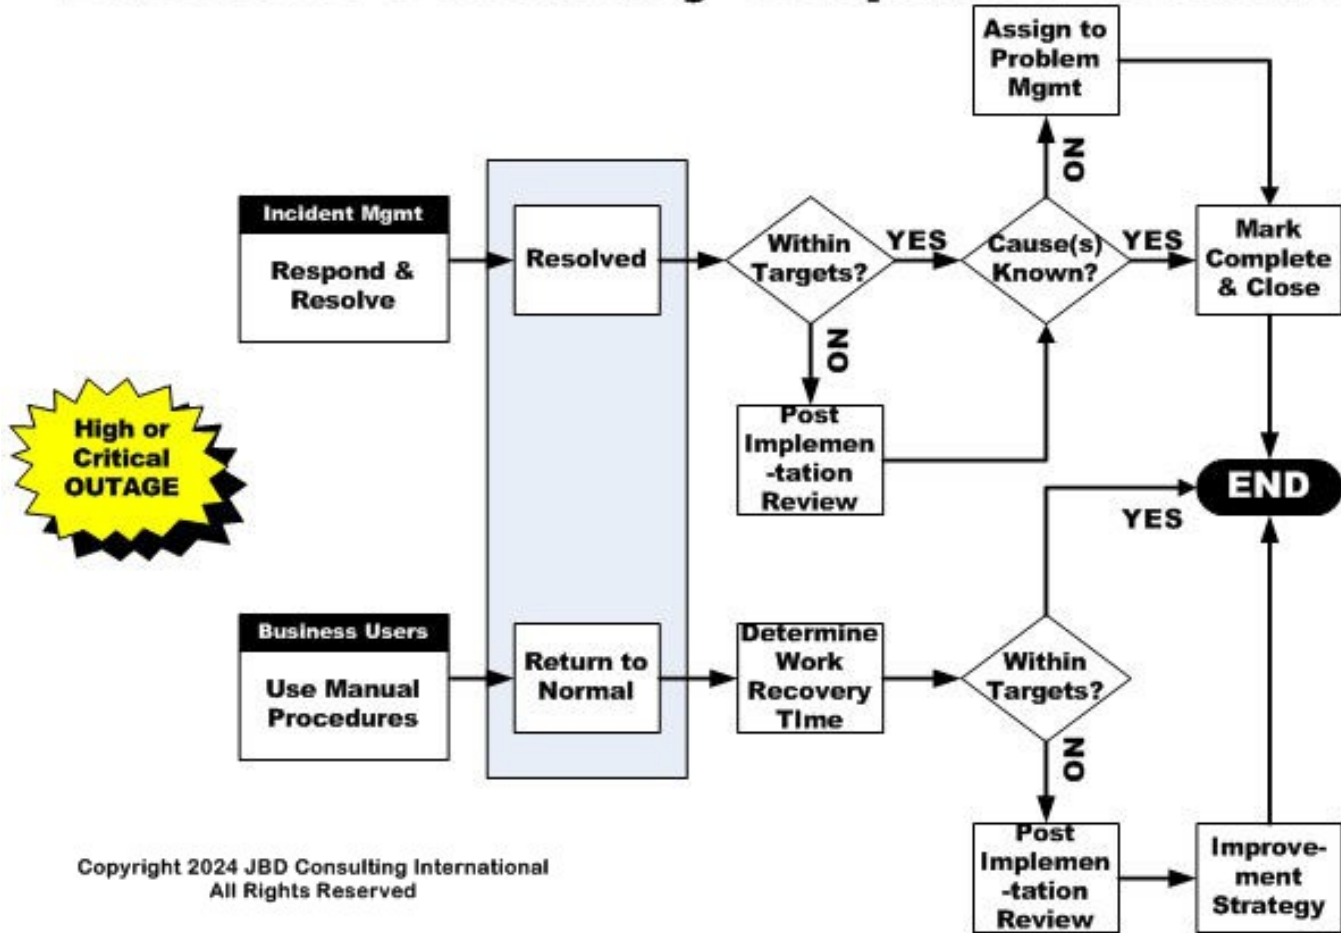 Assign to
Problem
Mgmt
NO
Incident Mgmt
Respond &
Resolve
Resolved
Within
Targets?
YES
Cause(s)
Known?
YES
Mark
Complete
& Close
NO
Post
Implemen
-tation
Review
High or
Critical
OUTAGE
END
YES
Business Users
Use Manual
Procedures
Return to
Normal
Determine
Work
Recovery
TIme
Within
Targets?
NO
Post
Implemen
-tation
Review
Improve-
ment
Strategy
Copyright 2024 JBD Consulting International
All Rights Reserved